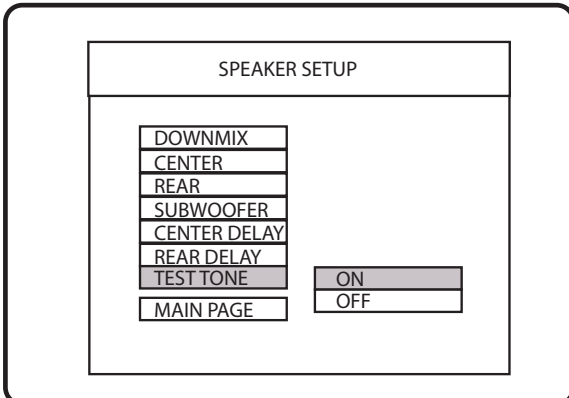 SPEAKER SETUP
DOWNMIX
CENTER
REAR
SUBWOOFER
CENTER DELAY
REAR DELAY
TEST TONE
ON
OFF
MAIN PAGE